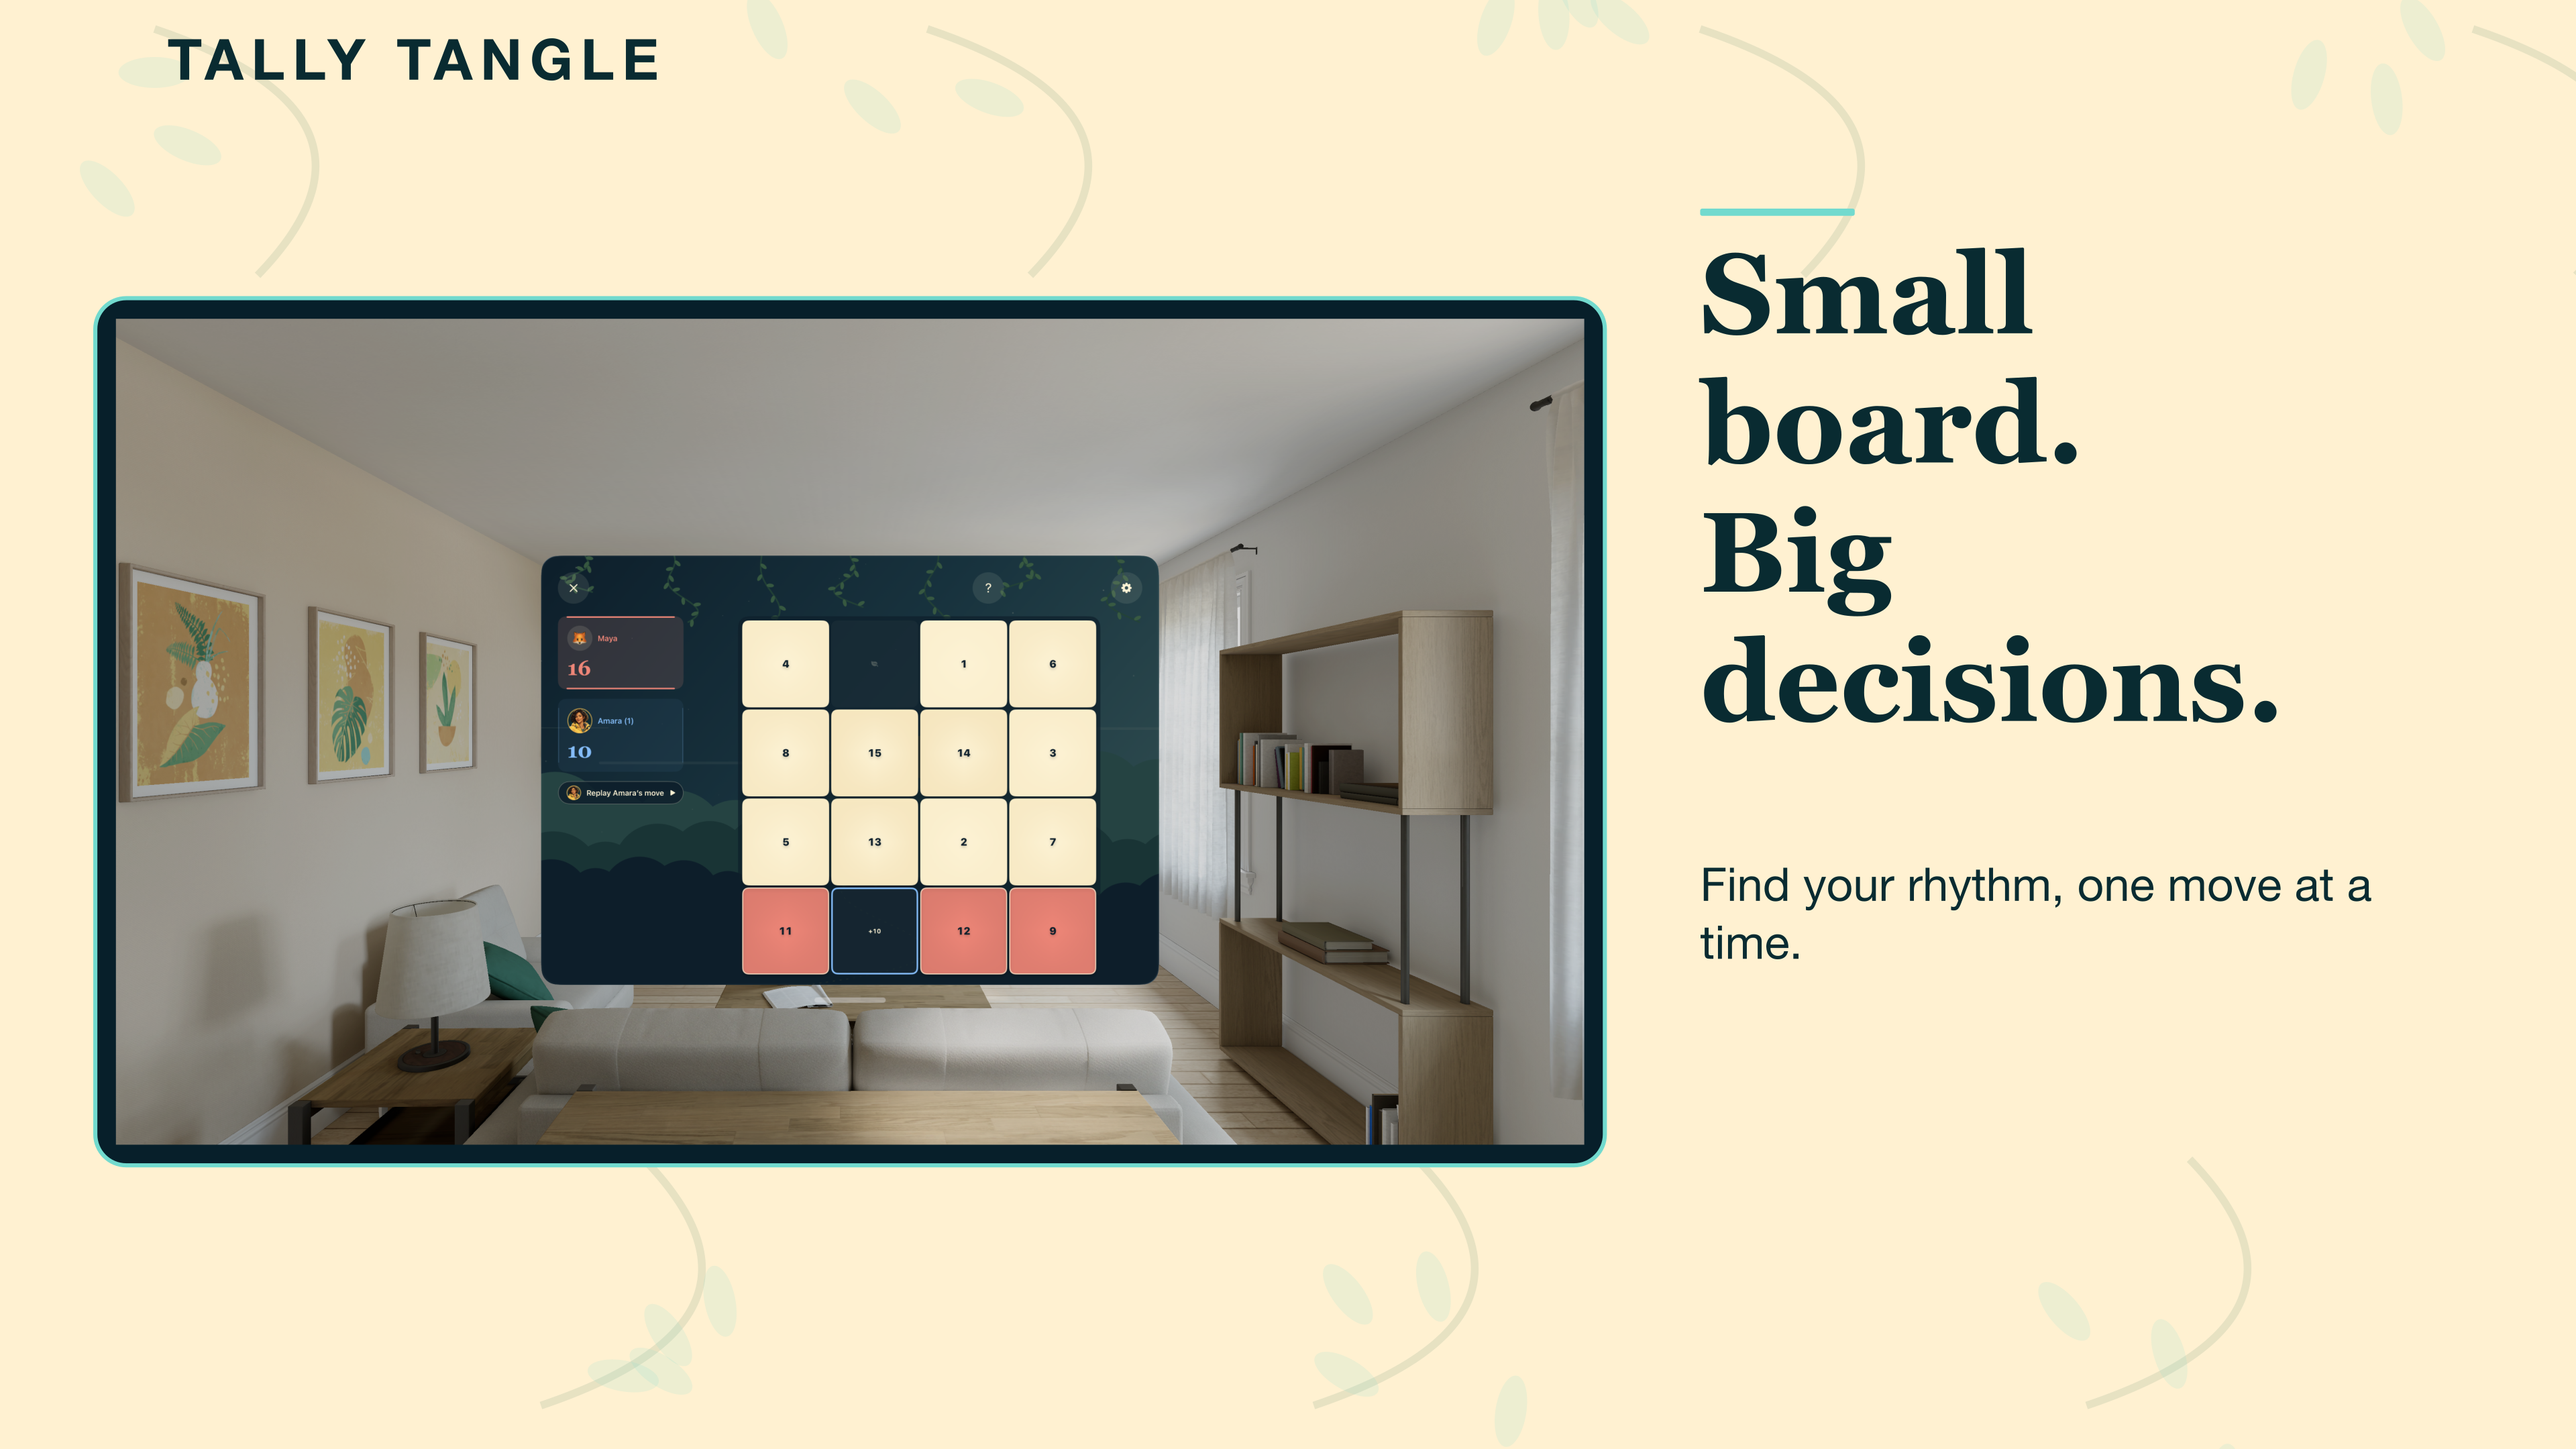 TALLY TANGLE
Small
board.
Big
decisions.
Find your rhythm, one move at a
time.
?
Maya
16
Amara (1)
10
Replay Amara's move
4 1 6
8 15 14 3
5 13 2 7
11 +10 12 9